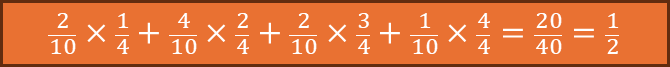 2/10 × 1/4 + 4/10 × 2/4 + 2/10 × 3/4 + 1/10 × 4/4 = 20/40 = 1/2